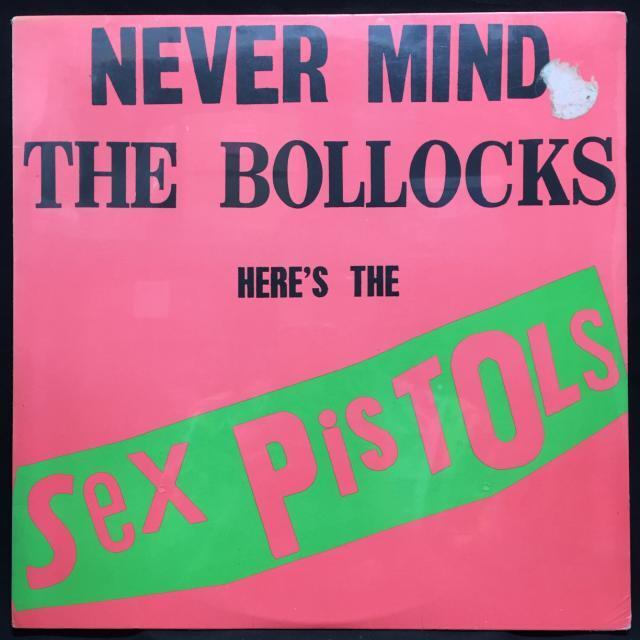 NEVER MIND
THE BOLLOCKS
HERE'S THE
Sex PisTOLs